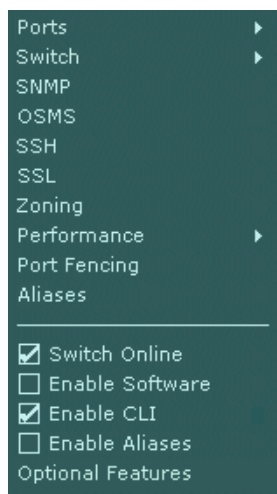 Ports
Switch
SNMP
OSMS
SSH
SSL
Zoning
Performance
Port Fencing
Aliases
Switch Online
Enable Software
Enable CLI
Enable Aliases
Optional Features